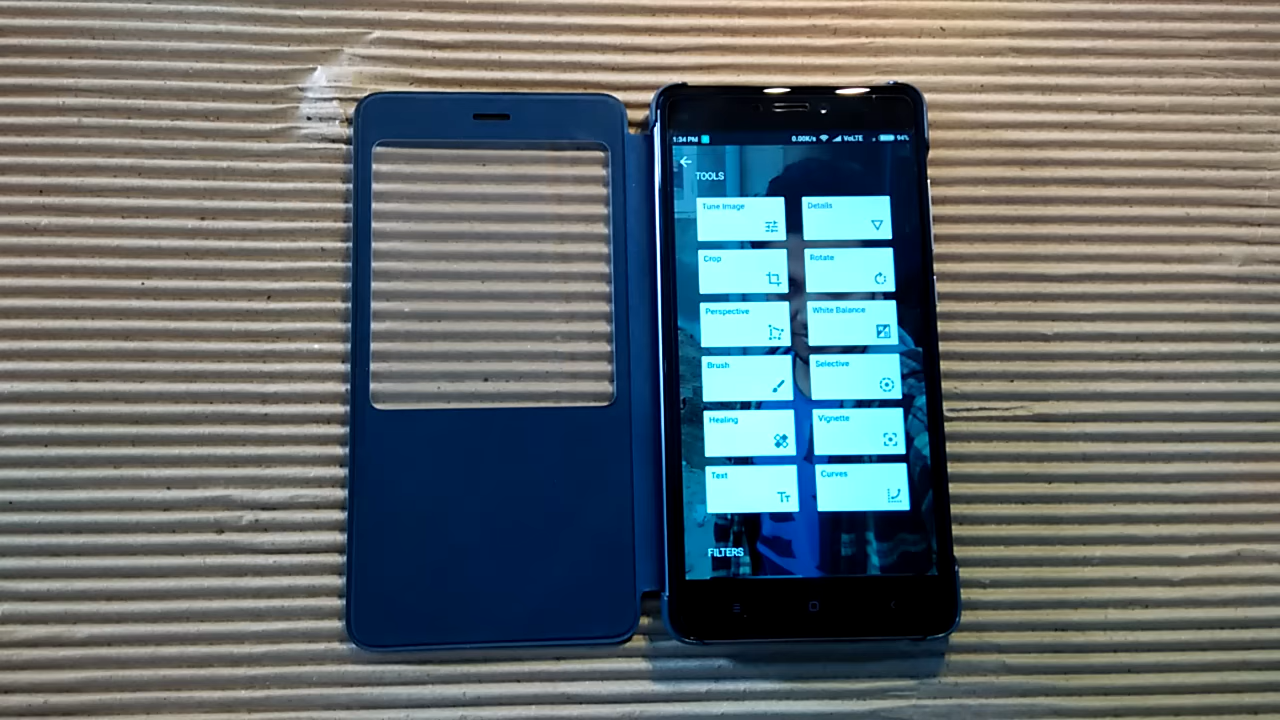 1:34 PM 0.00K/s VoLTE 94%
TOOLS
Tune Image Details
Crop Rotate
Perspective White Balance
Brush Selective
Healing Vignette
Text Curves
FILTERS